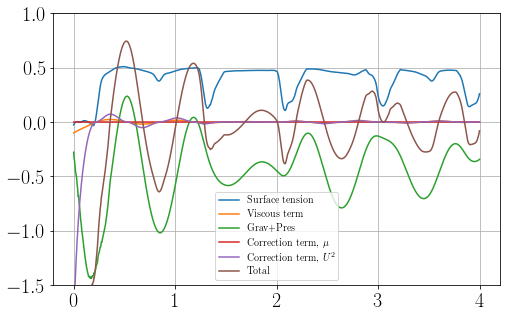 1.0
0.5
0.0
−0.5
−1.0
−1.5
0
1
2
3
4
Surface tension
Viscous term
Grav+Pres
Correction term, μ
Correction term, U²
Total